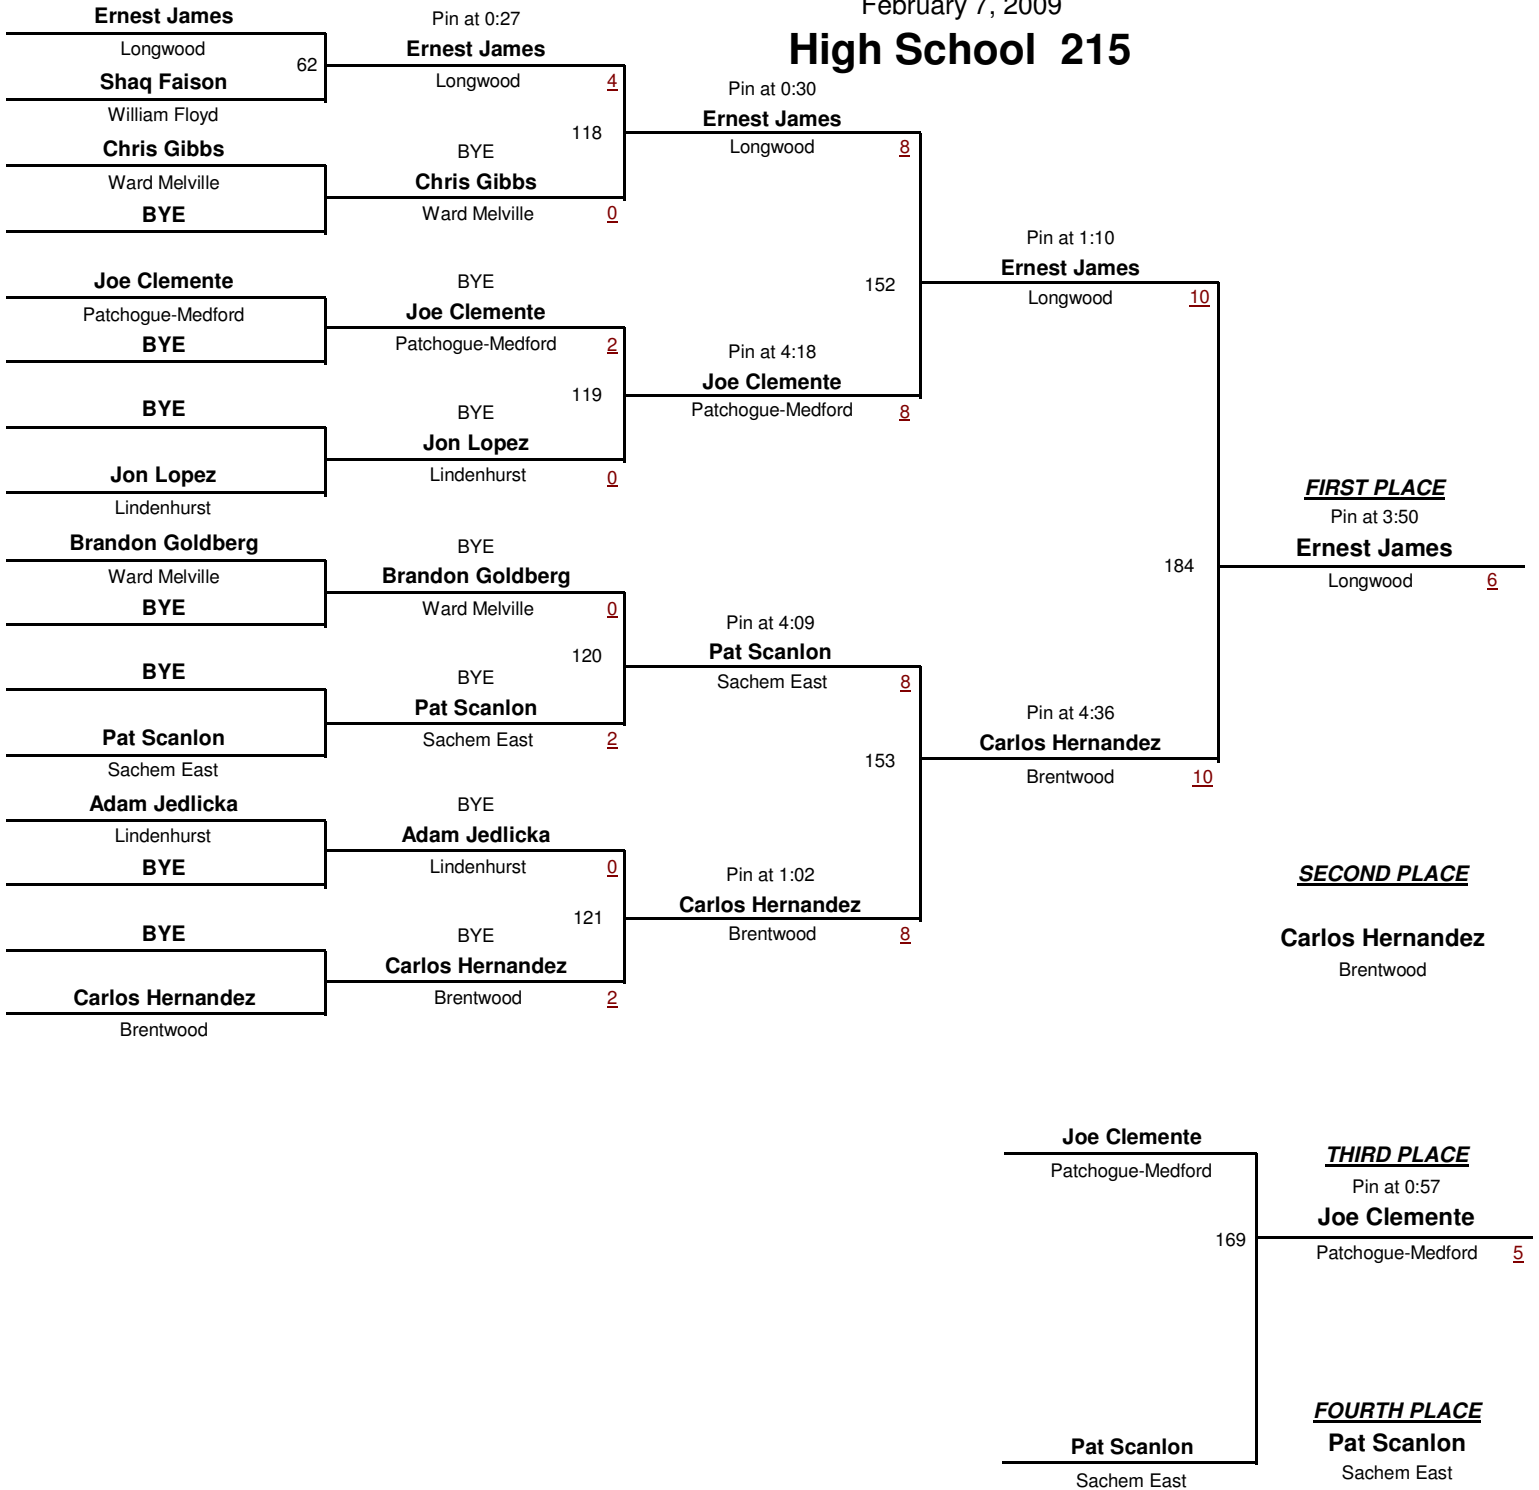 February 7, 2009
High School 215
Ernest James
Longwood
62
Shaq Faison
William Floyd
Chris Gibbs
Ward Melville
BYE
Joe Clemente
Patchogue-Medford
BYE
BYE
Jon Lopez
Lindenhurst
Brandon Goldberg
Ward Melville
BYE
BYE
Pat Scanlon
Sachem East
Adam Jedlicka
Lindenhurst
BYE
BYE
Carlos Hernandez
Brentwood
Pin at 0:27
Ernest James
Longwood 4
118
BYE
Chris Gibbs
Ward Melville 0
BYE
Joe Clemente
Patchogue-Medford 2
119
BYE
Jon Lopez
Lindenhurst 0
BYE
Brandon Goldberg
Ward Melville 0
120
BYE
Pat Scanlon
Sachem East 2
BYE
Adam Jedlicka
Lindenhurst 0
121
BYE
Carlos Hernandez
Brentwood 2
Pin at 0:30
Ernest James
Longwood 8
152
Pin at 4:18
Joe Clemente
Patchogue-Medford 8
Pin at 4:09
Pat Scanlon
Sachem East 8
153
Pin at 1:02
Carlos Hernandez
Brentwood 8
Pin at 1:10
Ernest James
Longwood 10
184
Pin at 4:36
Carlos Hernandez
Brentwood 10
FIRST PLACE
Pin at 3:50
Ernest James
Longwood 6
SECOND PLACE
Carlos Hernandez
Brentwood
Joe Clemente
Patchogue-Medford
169
Pat Scanlon
Sachem East
THIRD PLACE
Pin at 0:57
Joe Clemente
Patchogue-Medford 5
FOURTH PLACE
Pat Scanlon
Sachem East